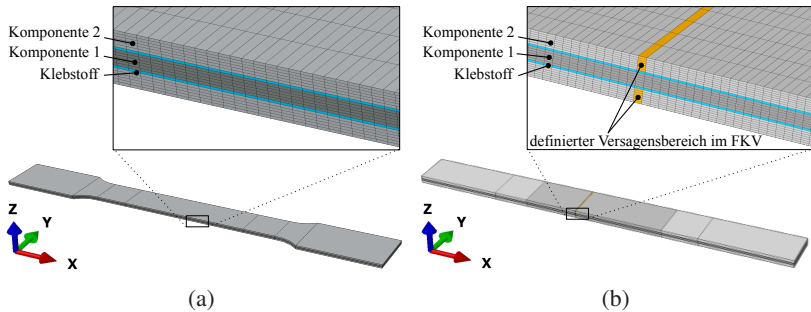 Komponente 2
Komponente 1
Klebstoff
Z
Y
X
(a)
Komponente 2
Komponente 1
Klebstoff
definierter Versagensbereich im FKV
Z
Y
X
(b)